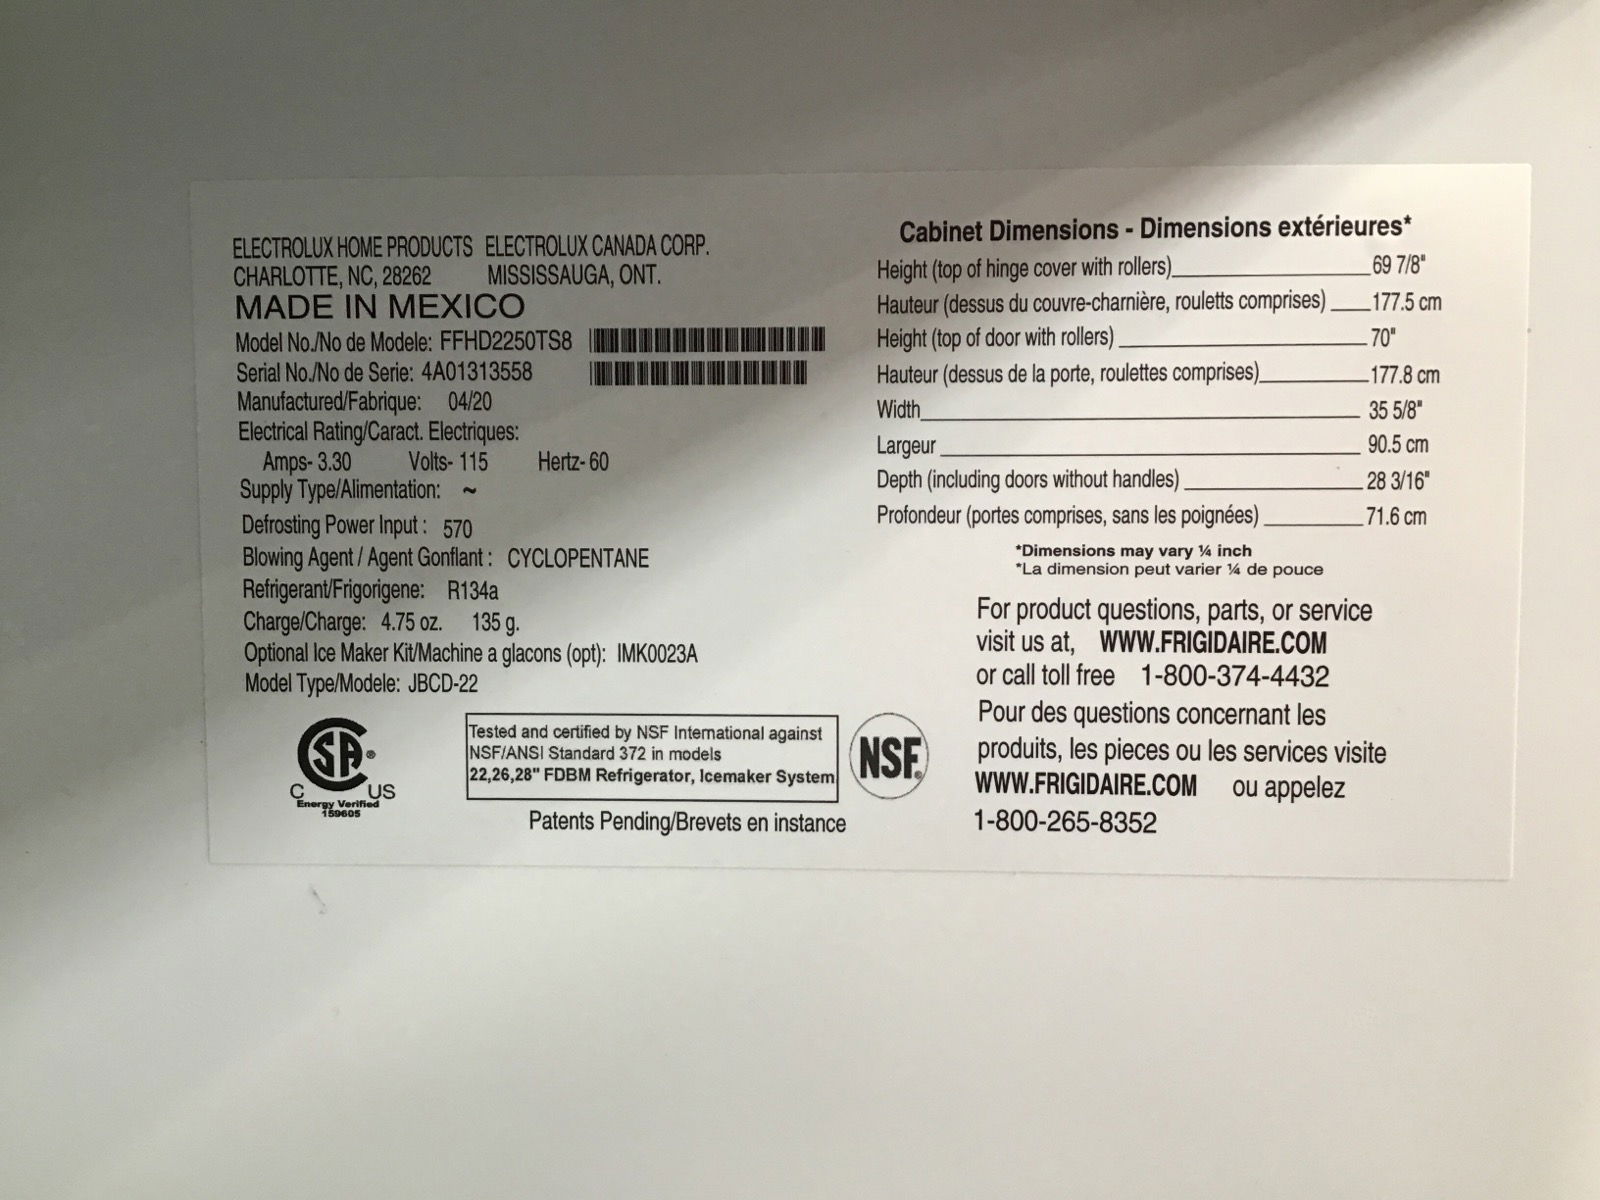 ELECTROLUX HOME PRODUCTS ELECTROLUX CANADA CORP.
CHARLOTTE, NC, 28262 MISSISSAUGA, ONT.
MADE IN MEXICO
Model No./No de Modele: FFHD2250TS8
Serial No./No de Serie: 4A01313558
Manufactured/Fabrique: 04/20
Electrical Rating/Caract. Electriques:
Amps- 3.30 Volts- 115 Hertz- 60
Supply Type/Alimentation: ~
Defrosting Power Input : 570
Blowing Agent / Agent Gonflant : CYCLOPENTANE
Refrigerant/Frigorigene: R134a
Charge/Charge: 4.75 oz. 135 g.
Optional Ice Maker Kit/Machine a glacons (opt): IMK0023A
Model Type/Modele: JBCD-22
CSA®
C US
Energy Verified
159605
Tested and certified by NSF International against
NSF/ANSI Standard 372 in models
22,26,28" FDBM Refrigerator, Icemaker System
NSF®
Patents Pending/Brevets en instance
Cabinet Dimensions - Dimensions extérieures*
Height (top of hinge cover with rollers) 69 7/8"
Hauteur (dessus du couvre-charnière, rouletts comprises) 177.5 cm
Height (top of door with rollers) 70"
Hauteur (dessus de la porte, roulettes comprises) 177.8 cm
Width 35 5/8"
Largeur 90.5 cm
Depth (including doors without handles) 28 3/16"
Profondeur (portes comprises, sans les poignées) 71.6 cm
*Dimensions may vary ¼ inch
*La dimension peut varier ¼ de pouce
For product questions, parts, or service
visit us at, WWW.FRIGIDAIRE.COM
or call toll free 1-800-374-4432
Pour des questions concernant les
produits, les pieces ou les services visite
WWW.FRIGIDAIRE.COM ou appelez
1-800-265-8352